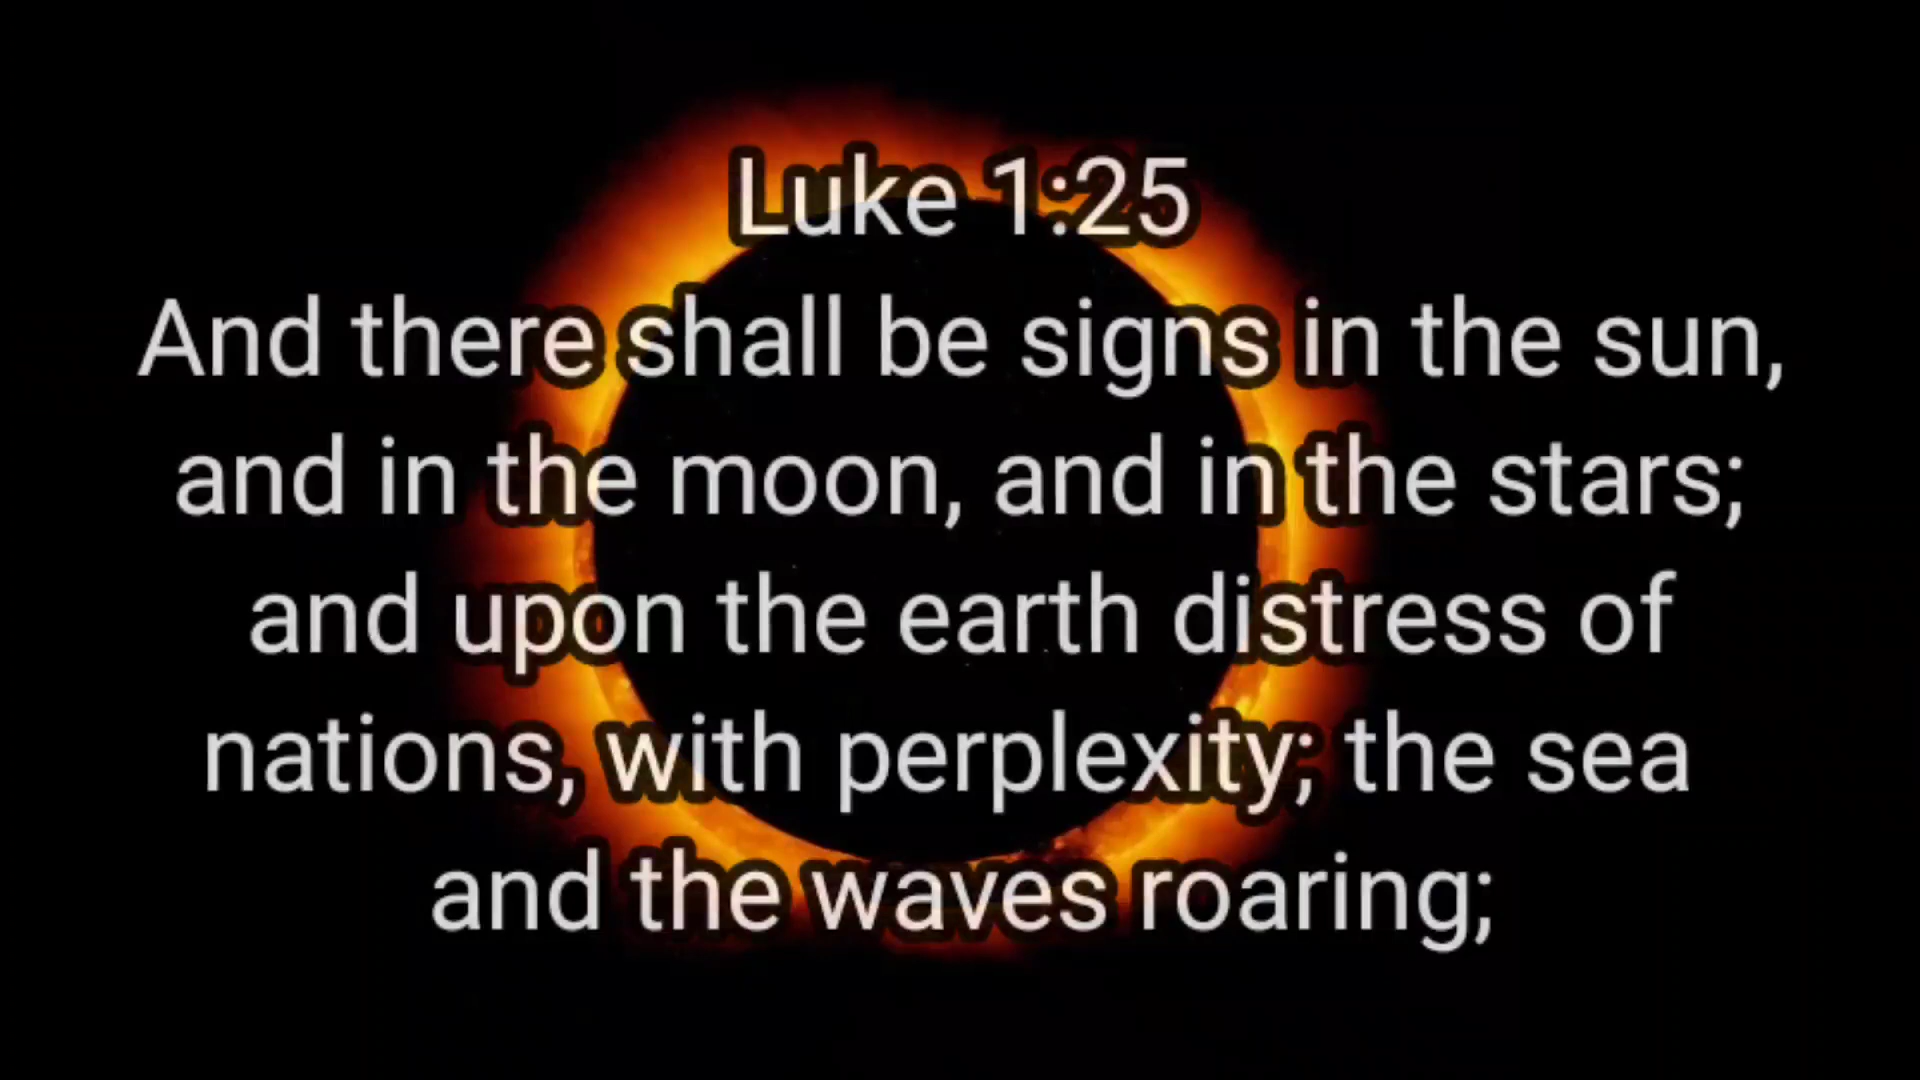 Luke 1:25
And there shall be signs in the sun,
and in the moon, and in the stars;
and upon the earth distress of
nations, with perplexity; the sea
and the waves roaring;